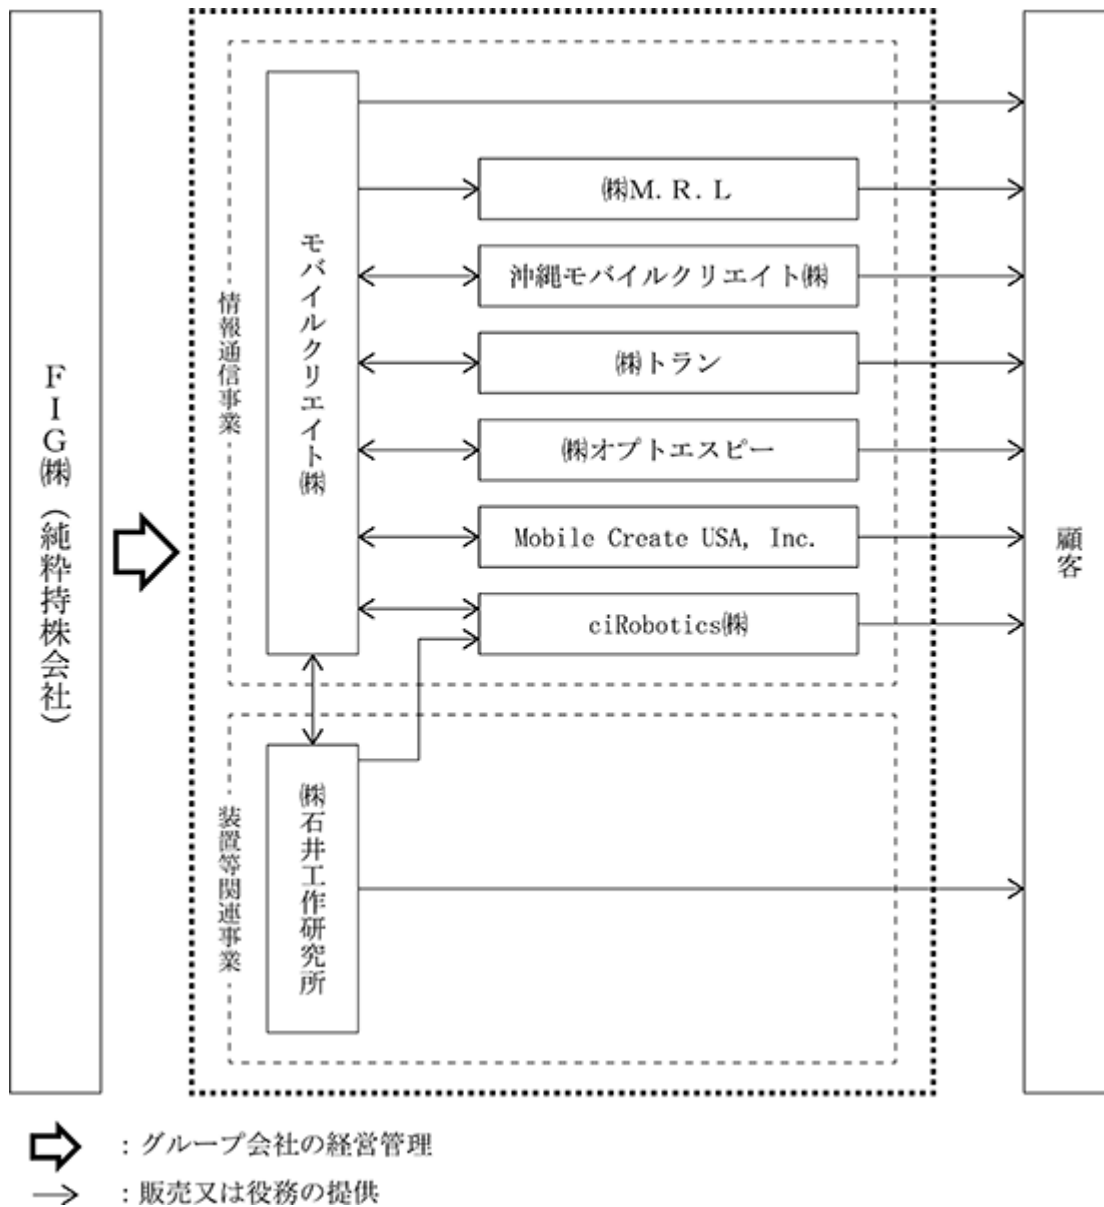 FIG㈱（純粋持株会社）
情報通信事業
モバイルクリエイト㈱
㈱M．R．L
沖縄モバイルクリエイト㈱
㈱トラン
㈱オプトエスピー
Mobile Create USA, Inc.
ciRobotics㈱
装置等関連事業
㈱石井工作研究所
顧客
：グループ会社の経営管理
：販売又は役務の提供